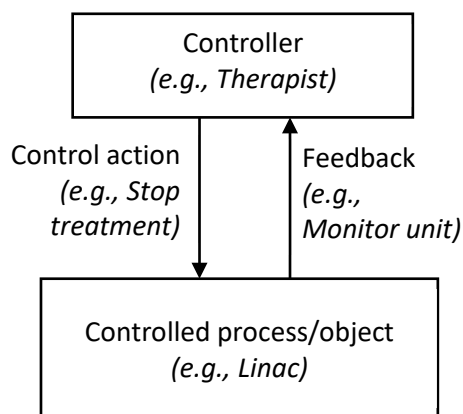 Controller
(e.g., Therapist)
Control action
(e.g., Stop
treatment)
Feedback
(e.g.,
Monitor unit)
Controlled process/object
(e.g., Linac)